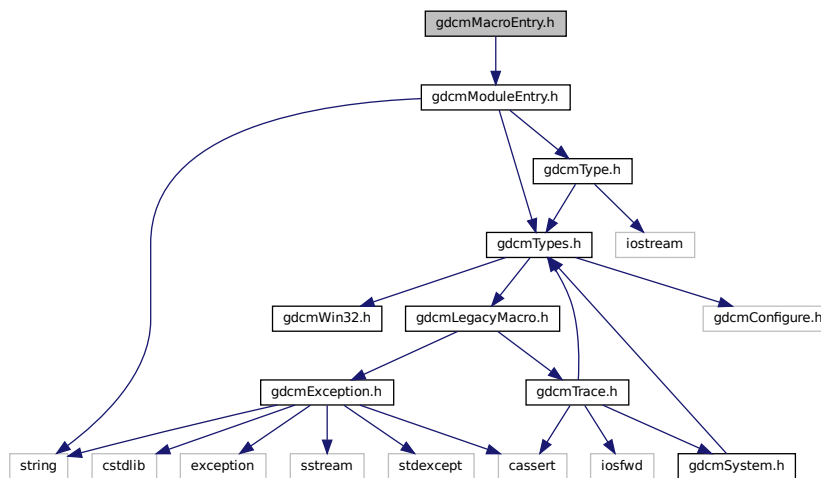 gdcmMacroEntry.h
gdcmModuleEntry.h
gdcmType.h
gdcmTypes.h
iostream
gdcmWin32.h
gdcmLegacyMacro.h
gdcmConfigure.h
gdcmException.h
gdcmTrace.h
string
cstdlib
exception
sstream
stdexcept
cassert
iosfwd
gdcmSystem.h